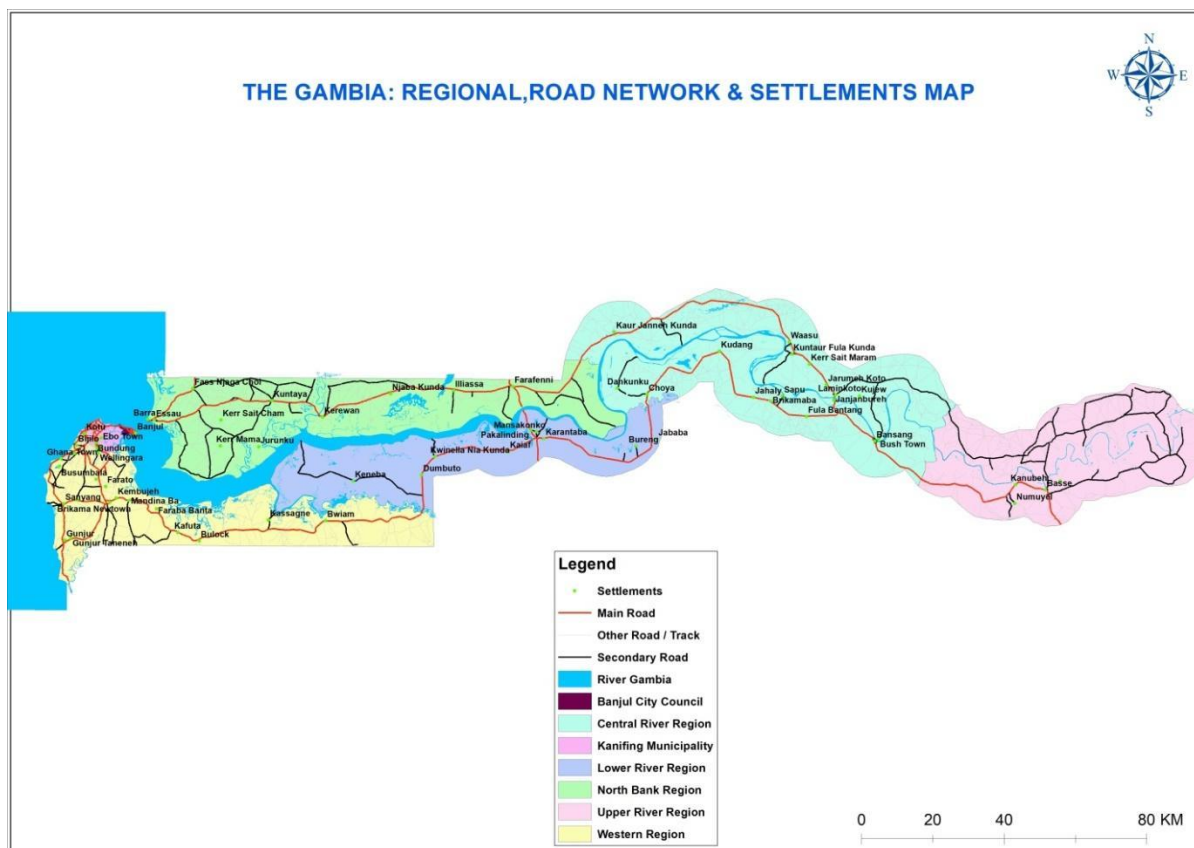 N
W E
S
THE GAMBIA: REGIONAL,ROAD NETWORK & SETTLEMENTS MAP
Kaur Janneh Kunda
Waasu
Kuntaur Fula Kunda
Kudang
Kerr Sait Maram
Jarumeh Koto
Dankunku
Choya
Laminkoto Kujew
Jahaly Sapu
Janjanbureh
Brikamaba
Fula Bantang
Fass Njaga Choi
Njaba Kunda
Illiassa
Farafenni
Kuntaya
Barra Essau
Kerr Sait Cham
Kerewan
Banjul
Kotu
Mansakonko
Jababa
Bijilo
Ebo Town
Kerr Mama
Jurunku
Pakalinding
Karantaba
Bansang
Bush Town
Ghana Town
Bundung
Kaiaf
Bureng
Wellingara
Kwinella Nia Kunda
Busumbala
Dumbuto
Farato
Keneba
Kanubeh
Basse
Sanyang
Kembujeh
Mandina Ba
Numuyel
Brikama Newtown
Faraba Banta
Kassagne
Bwiam
Gunjur
Kafuta
Gunjur Taneneh
Bulock
Legend
Settlements
Main Road
Other Road / Track
Secondary Road
River Gambia
Banjul City Council
Central River Region
Kanifing Municipality
Lower River Region
North Bank Region
Upper River Region
Western Region
0 20 40 80 KM